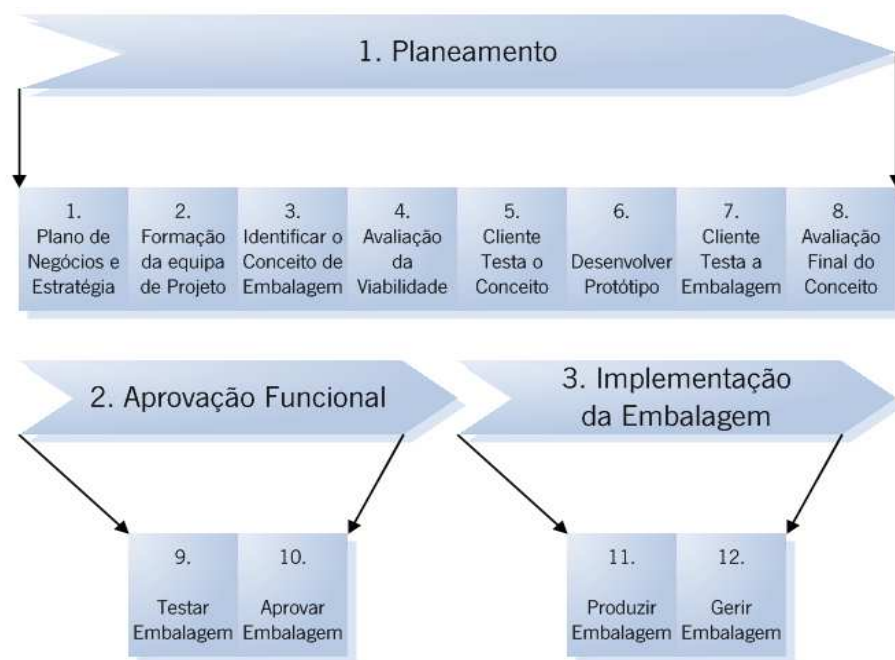 1. Planeamento
1.
Plano de
Negócios e
Estratégia
2.
Formação
da equipa
de Projeto
3.
Identificar o
Conceito de
Embalagem
4.
Avaliação
da
Viabilidade
5.
Cliente
Testa o
Conceito
6.
Desenvolver
Protótipo
7.
Cliente
Testa a
Embalagem
8.
Avaliação
Final do
Conceito
2. Aprovação Funcional
3. Implementação
da Embalagem
9.
Testar
Embalagem
10.
Aprovar
Embalagem
11.
Produzir
Embalagem
12.
Gerir
Embalagem